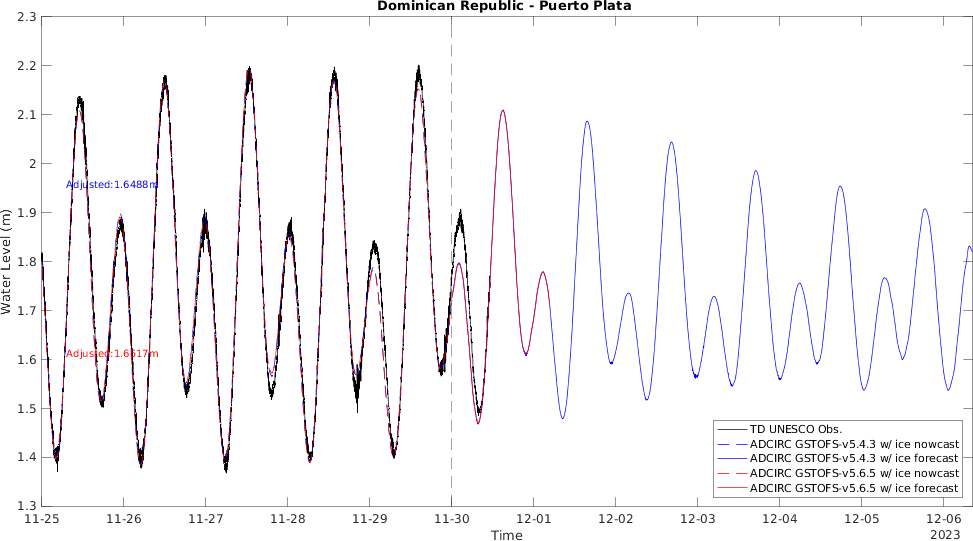 Dominican Republic - Puerto Plata
2.3
2.2
2.1
2
1.9
1.8
1.7
1.6
1.5
1.4
1.3
Water Level (m)
Adjusted:1.6488m
Adjusted:1.6617m
TD UNESCO Obs.
ADCIRC GSTOFS-v5.4.3 w/ ice nowcast
ADCIRC GSTOFS-v5.4.3 w/ ice forecast
ADCIRC GSTOFS-v5.6.5 w/ ice nowcast
ADCIRC GSTOFS-v5.6.5 w/ ice forecast
11-25 11-26 11-27 11-28 11-29 11-30 12-01 12-02 12-03 12-04 12-05 12-06
2023
Time